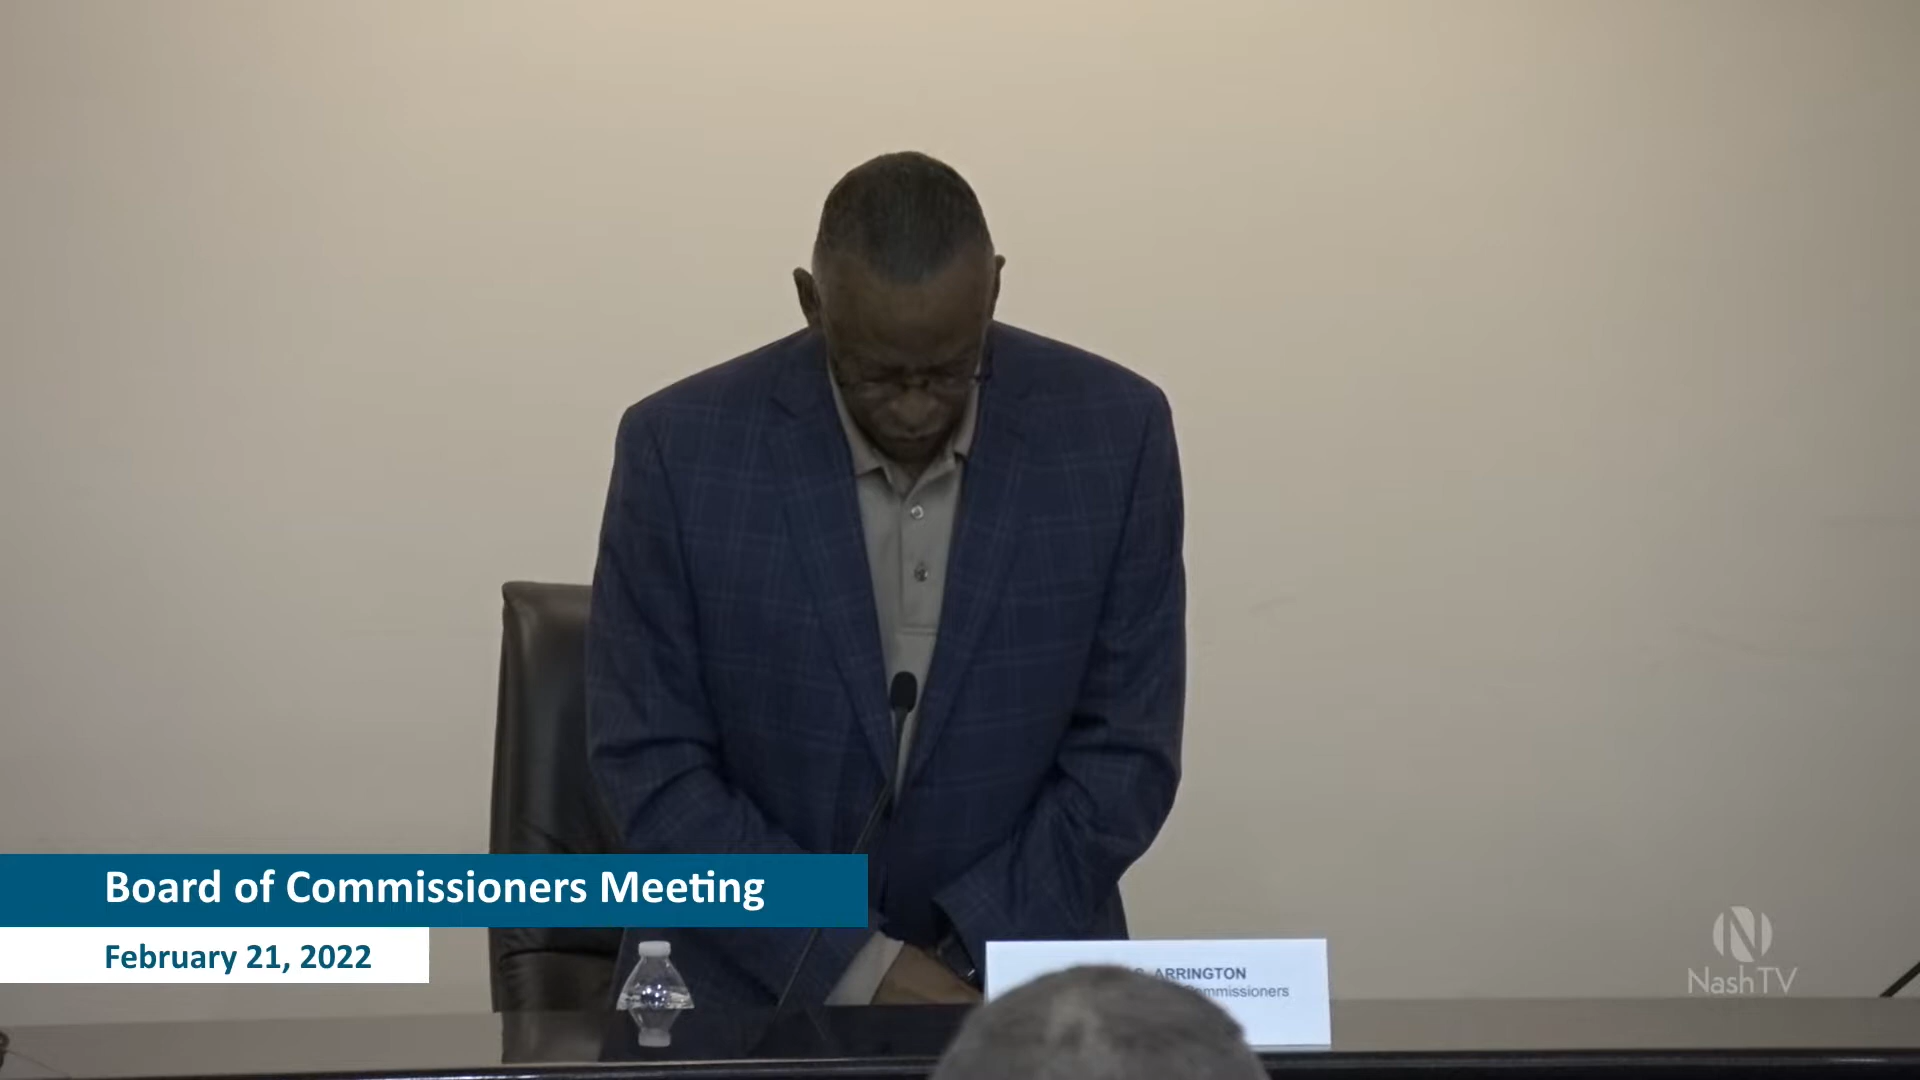 Board of Commissioners Meeting
February 21, 2022
ARRINGTON
Commissioners
NashTV